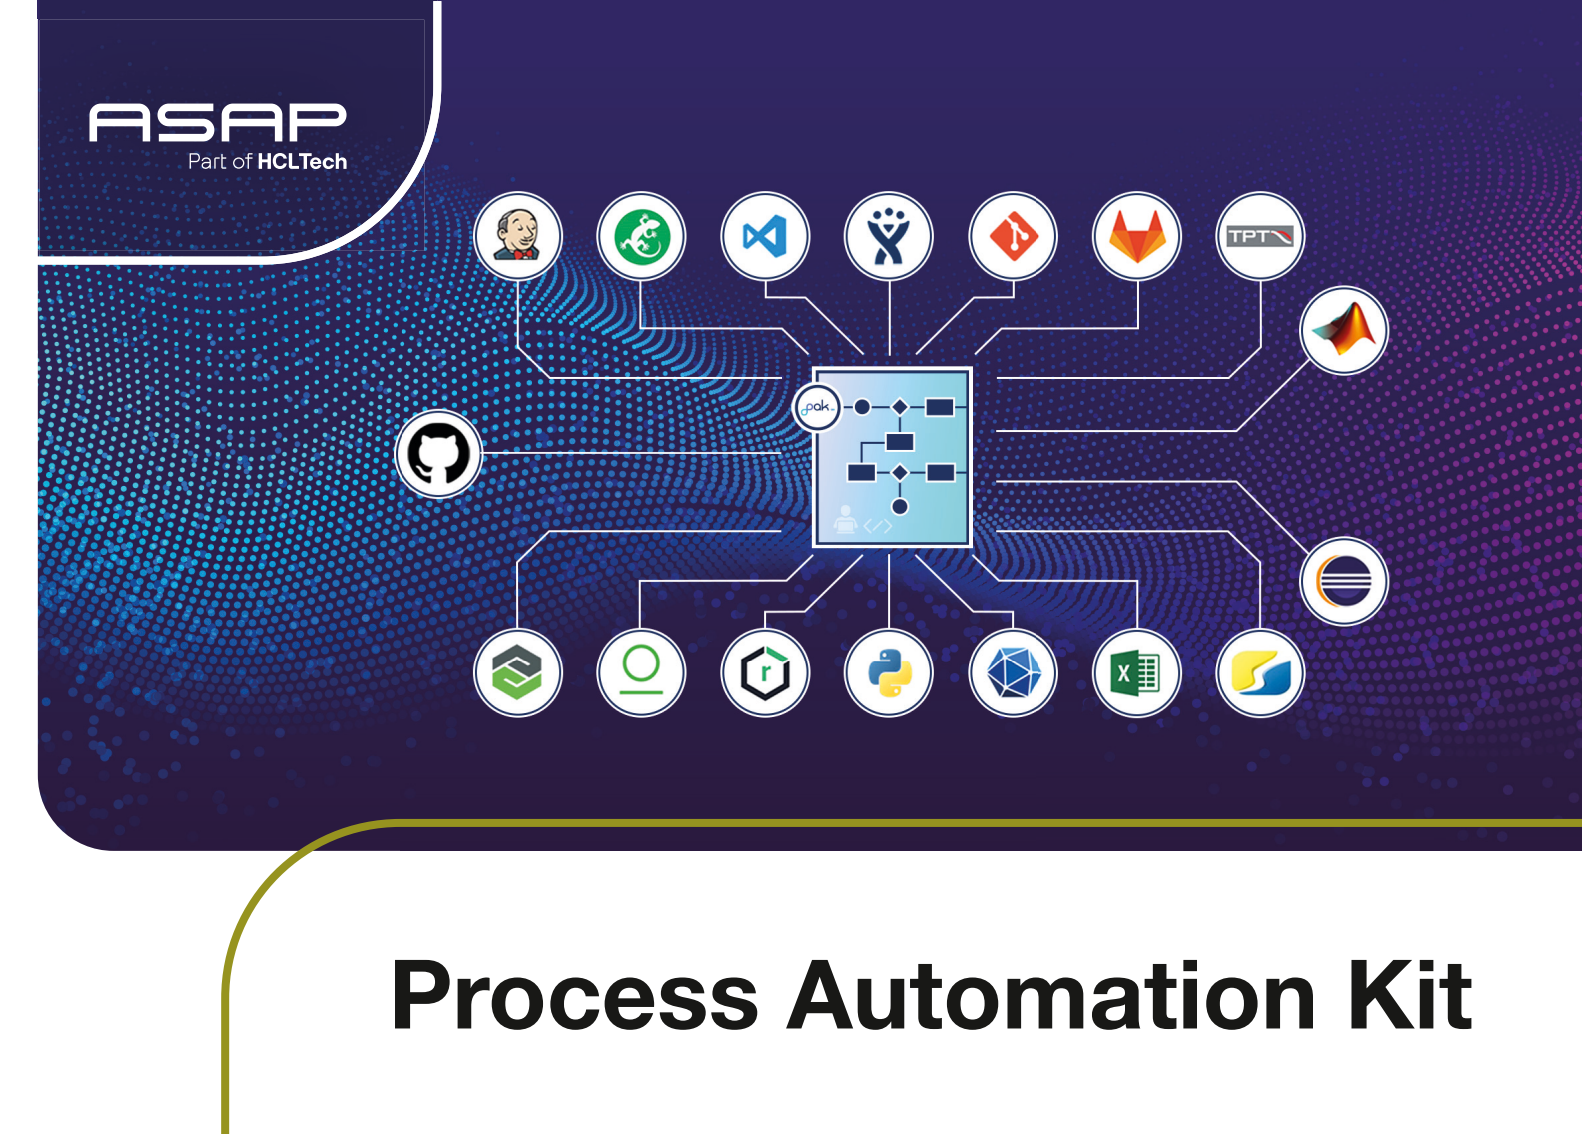 ASAP
Part of HCLTech
TPT
pak
</>
r
X
Process Automation Kit